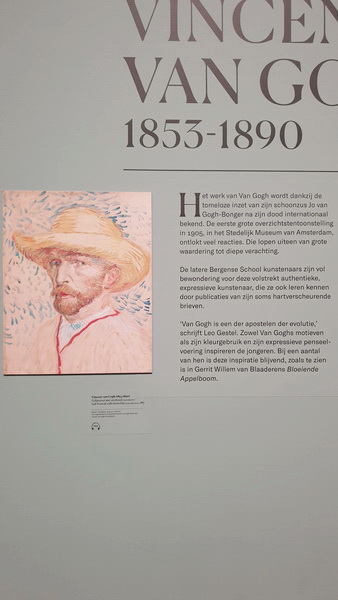 VINCEN
VAN GO
1853-1890
Het werk van Van Gogh wordt dankzij de
tomeloze inzet van zijn schoonzus Jo van
Gogh-Bonger na zijn dood internationaal
bekend. De eerste grote overzichtstentoonstelling
in 1905, in het Stedelijk Museum van Amsterdam,
ontlokt veel reacties. Die lopen uiteen van grote
waardering tot diepe verachting.
De latere Bergense School kunstenaars zijn vol
bewondering voor deze volstrekt authentieke,
expressieve kunstenaar, die ze ook leren kennen
door publicaties van zijn soms hartverscheurende
brieven.
'Van Gogh is een der apostelen der evolutie,'
schrijft Leo Gestel. Zowel Van Goghs motieven
als zijn kleurgebruik en zijn expressieve penseel-
voering inspireren de jongeren. Bij een aantal
van hen is deze inspiratie blijvend, zoals te zien
is in Gerrit Willem van Blaaderens Bloeiende
Appelboom.